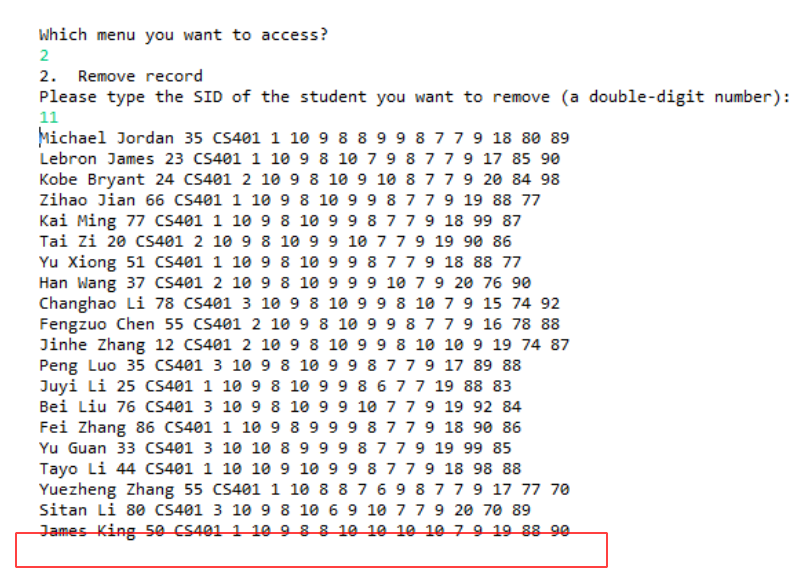 Which menu you want to access?
2
2.  Remove record
Please type the SID of the student you want to remove (a double-digit number):
11
Michael Jordan 35 CS401 1 10 9 8 8 9 9 8 7 7 9 18 80 89
Lebron James 23 CS401 1 10 9 8 10 7 9 8 7 7 9 17 85 90
Kobe Bryant 24 CS401 2 10 9 8 10 9 10 8 7 7 9 20 84 98
Zihao Jian 66 CS401 1 10 9 8 10 9 9 8 7 7 9 19 88 77
Kai Ming 77 CS401 1 10 9 8 10 9 9 8 7 7 9 18 99 87
Tai Zi 20 CS401 2 10 9 8 10 9 9 10 7 7 9 19 90 86
Yu Xiong 51 CS401 1 10 9 8 10 9 9 8 7 7 9 18 88 77
Han Wang 37 CS401 2 10 9 8 10 9 9 9 10 7 9 20 76 90
Changhao Li 78 CS401 3 10 9 8 10 9 9 8 10 7 9 15 74 92
Fengzuo Chen 55 CS401 2 10 9 8 10 9 9 8 7 7 9 16 78 88
Jinhe Zhang 12 CS401 2 10 9 8 10 9 9 8 10 10 9 19 74 87
Peng Luo 35 CS401 3 10 9 8 10 9 9 8 7 7 9 17 89 88
Juyi Li 25 CS401 1 10 9 8 10 9 9 8 6 7 7 19 88 83
Bei Liu 76 CS401 3 10 9 8 10 9 9 10 7 7 9 19 92 84
Fei Zhang 86 CS401 1 10 9 8 9 9 9 8 7 7 9 18 90 86
Yu Guan 33 CS401 3 10 10 8 9 9 9 8 7 7 9 19 99 85
Tayo Li 44 CS401 1 10 10 9 10 9 9 8 7 7 9 18 98 88
Yuezheng Zhang 55 CS401 1 10 8 8 7 6 9 8 7 7 9 17 77 70
Sitan Li 80 CS401 3 10 9 8 10 6 9 10 7 7 9 20 70 89
James King 50 CS401 1 10 9 8 8 10 10 10 10 7 9 19 88 90